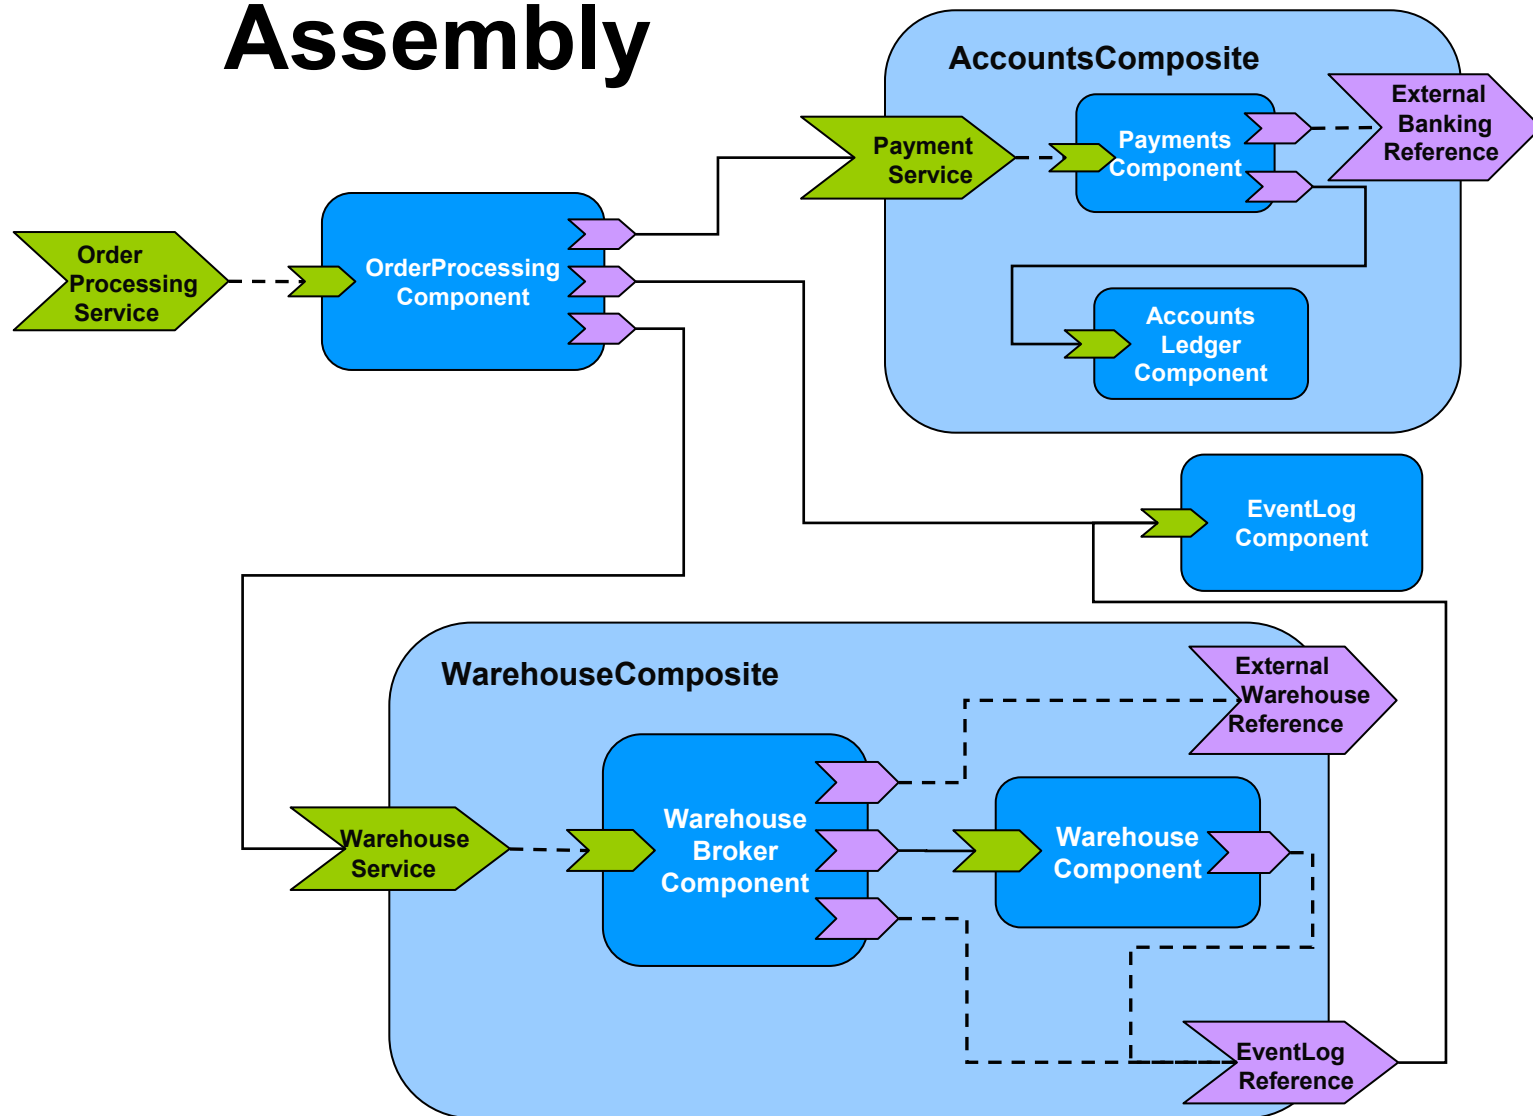 Assembly
AccountsComposite
External
Banking
Reference
Payments
Component
Payment
Service
Order
Processing
Service
OrderProcessing
Component
Accounts
Ledger
Component
EventLog
Component
WarehouseComposite
External
Warehouse
Reference
Warehouse
Service
Warehouse
Broker
Component
Warehouse
Component
EventLog
Reference